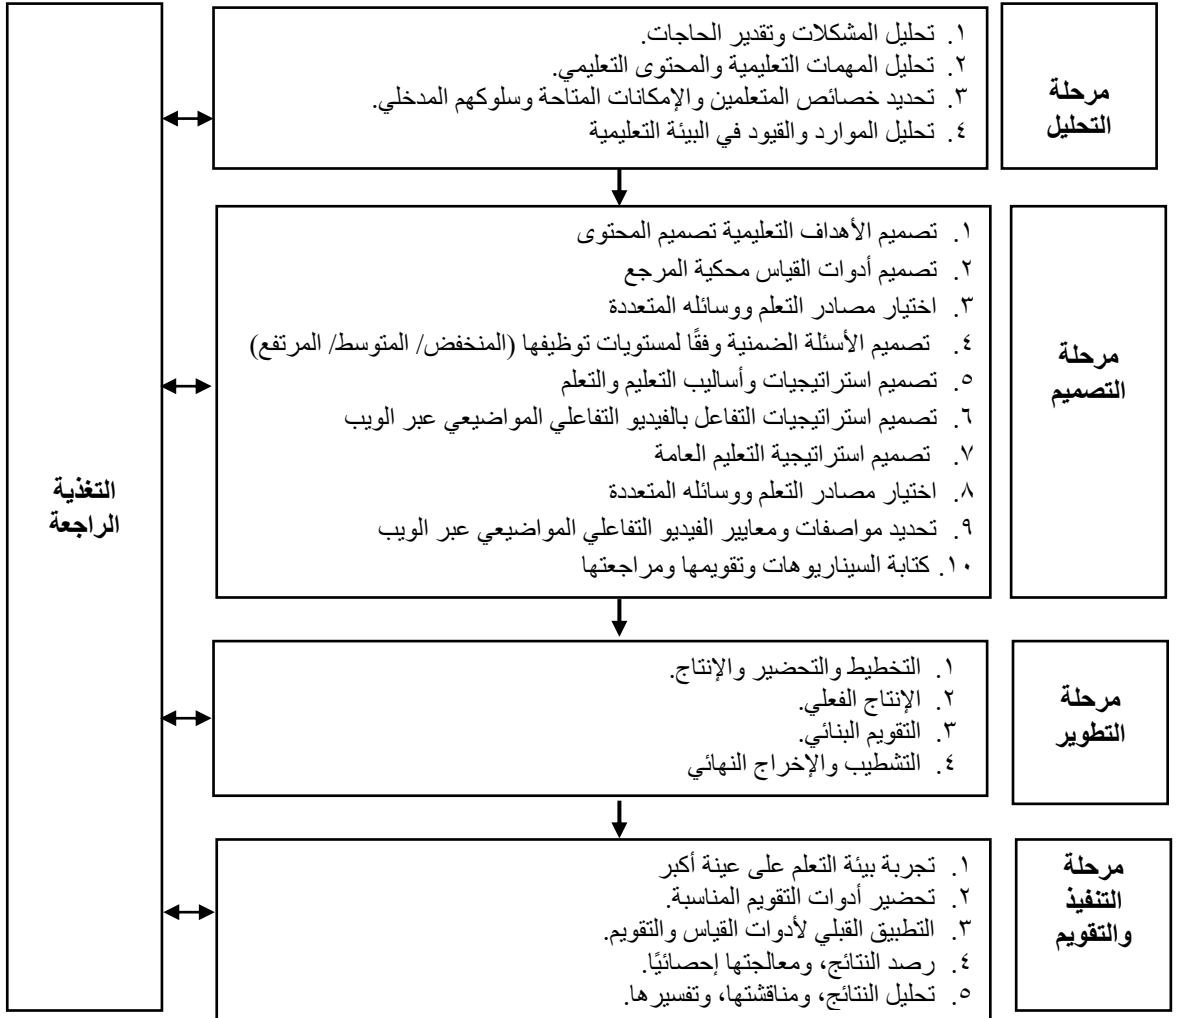 مرحلة
التحليل
١. تحليل المشكلات وتقدير الحاجات.
٢. تحليل المهمات التعليمية والمحتوى التعليمي.
٣. تحديد خصائص المتعلمين والإمكانات المتاحة وسلوكهم المدخلي.
٤. تحليل الموارد والقيود في البيئة التعليمية
مرحلة
التصميم
١. تصميم الأهداف التعليمية تصميم المحتوى
٢. تصميم أدوات القياس محكية المرجع
٣. اختيار مصادر التعلم ووسائله المتعددة
٤. تصميم الأسئلة الضمنية وفقًا لمستويات توظيفها (المنخفض/ المتوسط/ المرتفع)
٥. تصميم استراتيجيات وأساليب التعليم والتعلم
٦. تصميم استراتيجيات التفاعل بالفيديو التفاعلي المواضيعي عبر الويب
٧. تصميم استراتيجية التعليم العامة
٨. اختيار مصادر التعلم ووسائله المتعددة
٩. تحديد مواصفات ومعايير الفيديو التفاعلي المواضيعي عبر الويب
١٠. كتابة السيناريوهات وتقويمها ومراجعتها
مرحلة
التطوير
١. التخطيط والتحضير والإنتاج.
٢. الإنتاج الفعلي.
٣. التقويم البنائي.
٤. التشطيب والإخراج النهائي
مرحلة
التنفيذ
والتقويم
١. تجربة بيئة التعلم على عينة أكبر
٢. تحضير أدوات التقويم المناسبة.
٣. التطبيق القبلي لأدوات القياس والتقويم.
٤. رصد النتائج، ومعالجتها إحصائيًا.
٥. تحليل النتائج، ومناقشتها، وتفسيرها.
التغذية
الراجعة